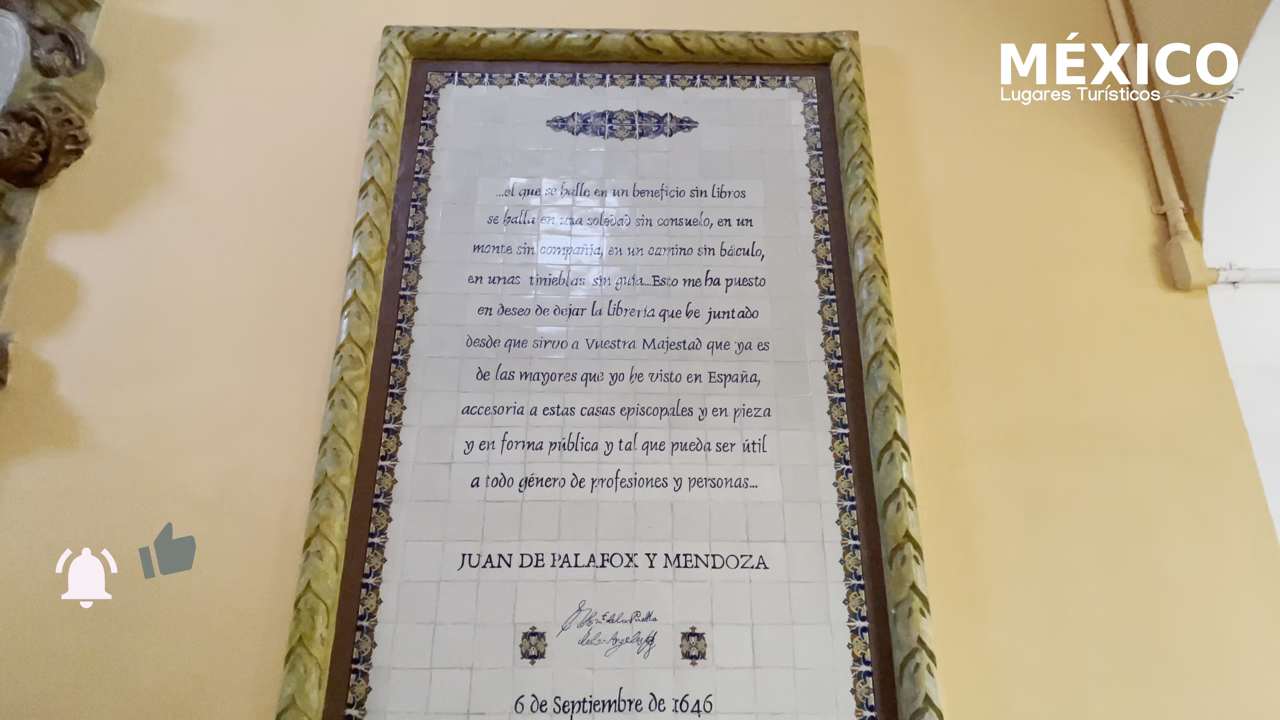 MÉXICO
Lugares Turísticos
...el que se halla en un beneficio sin libros
se halla en una soledad sin consuelo, en un
monte sin compañía, en un camino sin báculo,
en unas tinieblas sin guía...Esto me ha puesto
en deseo de dejar la librería que he juntado
desde que sirvo a Vuestra Majestad que ya es
de las mayores que yo he visto en España,
accesoria a estas casas episcopales y en pieza
y en forma pública y tal que pueda ser útil
a todo género de profesiones y personas...
JUAN DE PALAFOX Y MENDOZA
6 de Septiembre de 1646